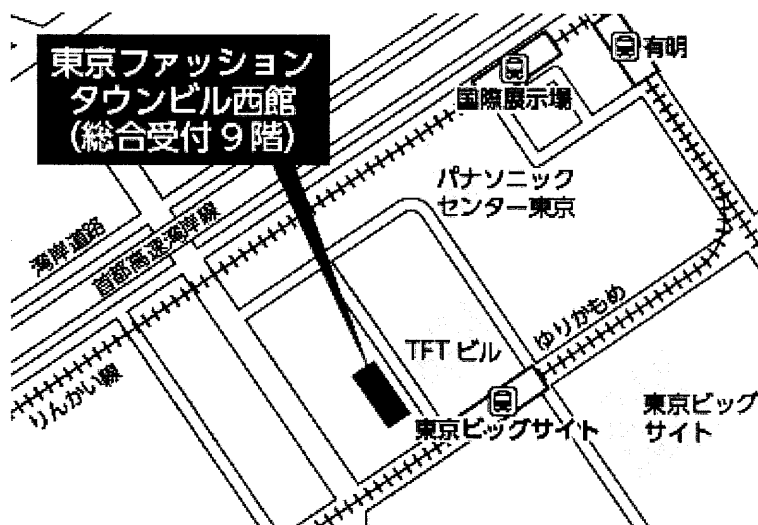 東京ファッション
タウンビル西館
(総合受付 9 階)
有明
国際展示場
パナソニック
センター東京
湾岸道路
首都高速湾岸線
りんかい線
TFT ビル
ゆりかもめ
東京ビッグサイト
東京ビッグ
サイト